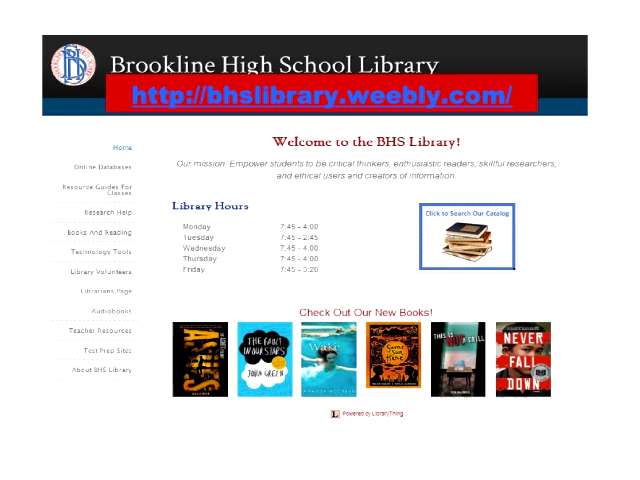 Brookline High School Library
http://bhslibrary.weebly.com/
Home
Online Databases
Resource Guides For
Classes
Research Help
Books And Reading
Technology Tools
Library Volunteers
Librarians Page
Audiobooks
Teacher Resources
Test Prep Sites
About BHS Library
Welcome to the BHS Library!
Our mission: Empower students to be critical thinkers, enthusiastic readers, skillful researchers,
and ethical users and creators of information.
Library Hours
Monday 7:45 - 4:00
Tuesday 7:45 - 2:45
Wednesday 7:45 - 4:00
Thursday 7:45 - 4:00
Friday 7:45 - 3:20
Click to Search Our Catalog
Check Out Our New Books!
ASHES
THE FAULT
IN OUR STARS
JOHN GREEN
Wake
THIS IS
NOT A DRILL
NEVER
FALL
DOWN
Powered by LibraryThing